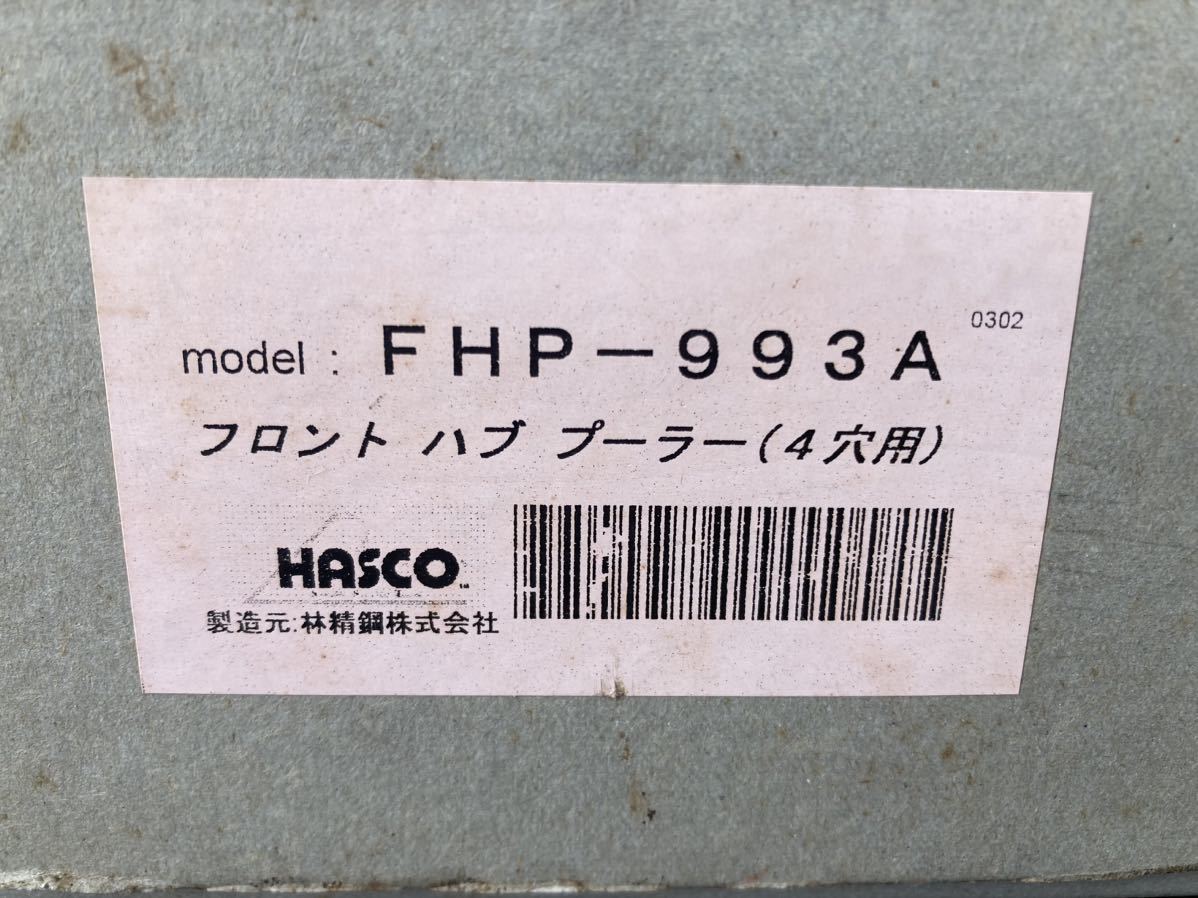 0302
model : FHP-993A
フロント ハブ プーラー(4穴用)
HASCO
製造元:林精鋼株式会社